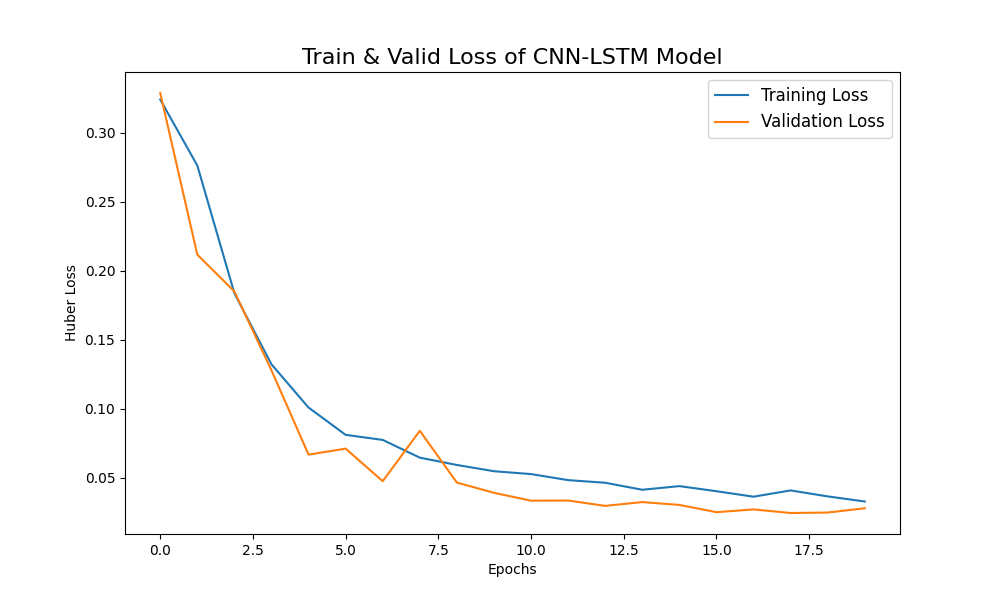 Train & Valid Loss of CNN-LSTM Model
Training Loss
Validation Loss
0.30
0.25
0.20
0.15
0.10
0.05
Huber Loss
0.0 2.5 5.0 7.5 10.0 12.5 15.0 17.5
Epochs